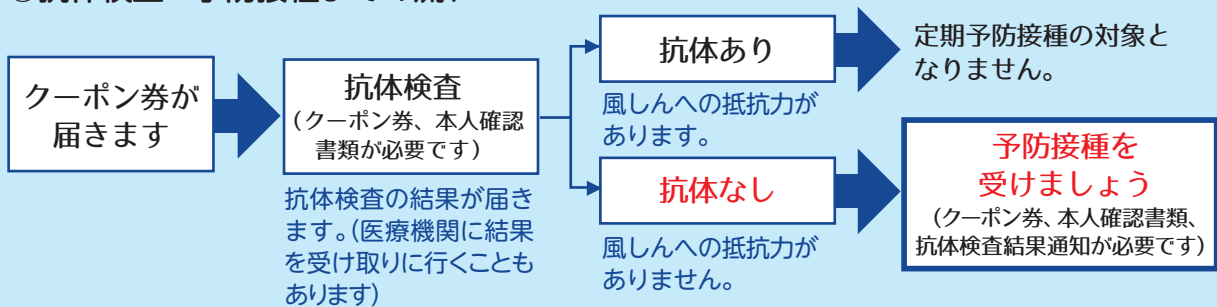 クーポン券が
届きます
抗体検査
(クーポン券、本人確認
書類が必要です)
抗体検査の結果が届き
ます。(医療機関に結果
を受け取りに行くことも
あります)
抗体あり
風しんへの抵抗力が
あります。
定期予防接種の対象と
なりません。
抗体なし
風しんへの抵抗力が
ありません。
予防接種を
受けましょう
(クーポン券、本人確認書類、
抗体検査結果通知が必要です)